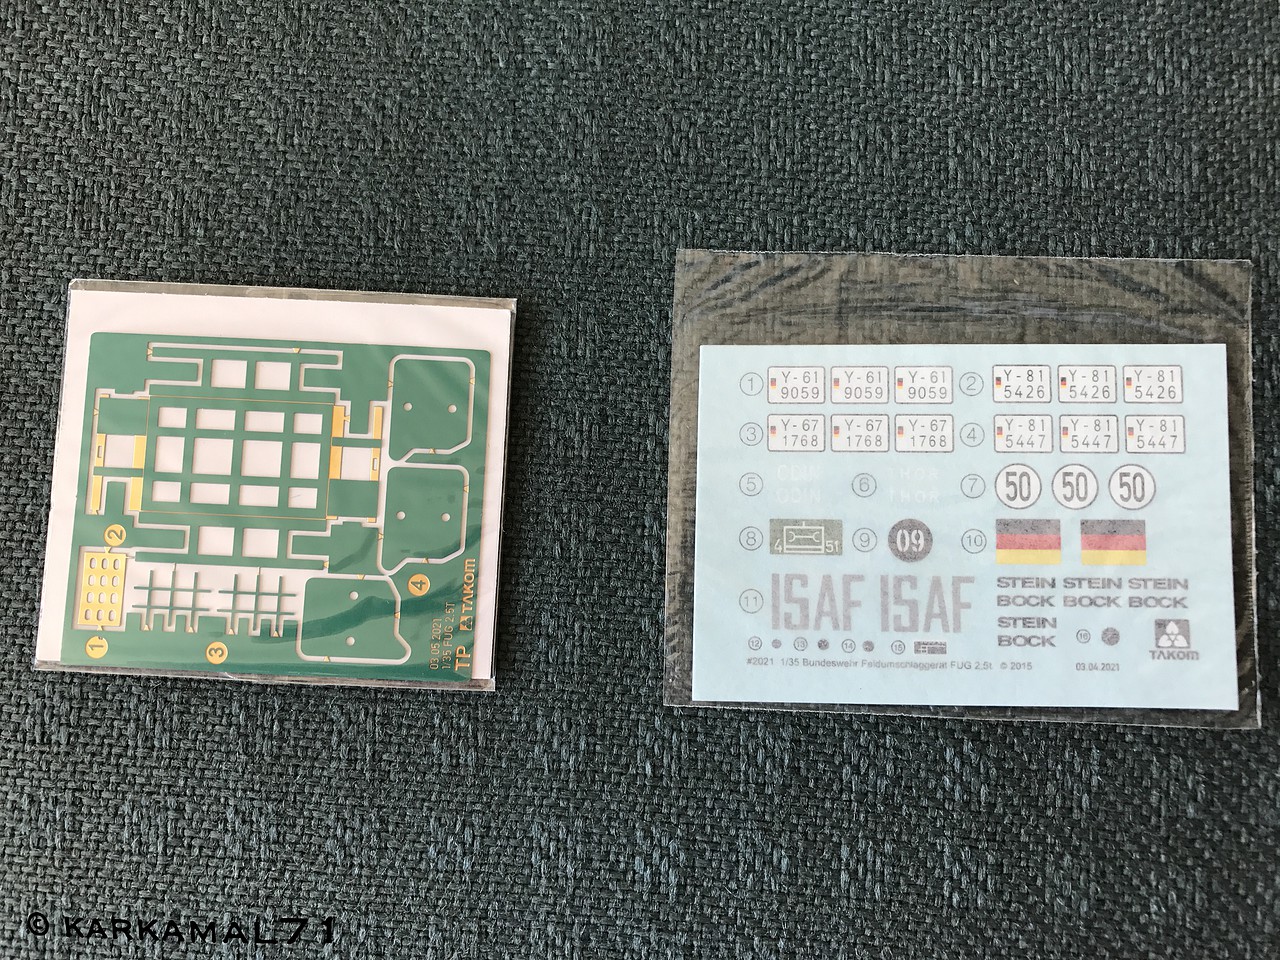 2
1
3
4
03.05.2021
1/35 FUG 2,5T
TP TAKOM
1 Y-61 9059 Y-61 9059 Y-61 9059 2 Y-81 5426 Y-81 5426 Y-81 5426
3 Y-67 1768 Y-67 1768 Y-67 1768 4 Y-81 5447 Y-81 5447 Y-81 5447
5 ODIN 6 THOR 7 50 50 50
ODIN THOR
8 4 51 9 09 10
11 ISAF ISAF STEIN STEIN STEIN
BOCK BOCK BOCK
STEIN
BOCK
12 13 14 15 16 TAKOM
#2021 1/35 Bundeswehr Feldumschlaggerät FUG 2,5t © 2015 03.04.2021
© KARKAMAL71